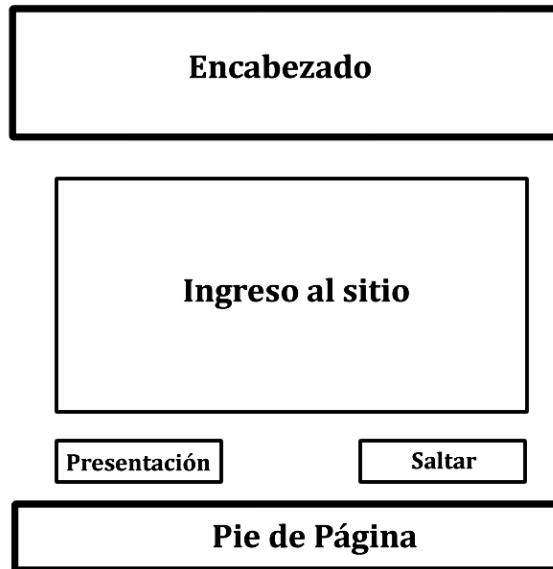 Encabezado
Ingreso al sitio
Presentación
Saltar
Pie de Página